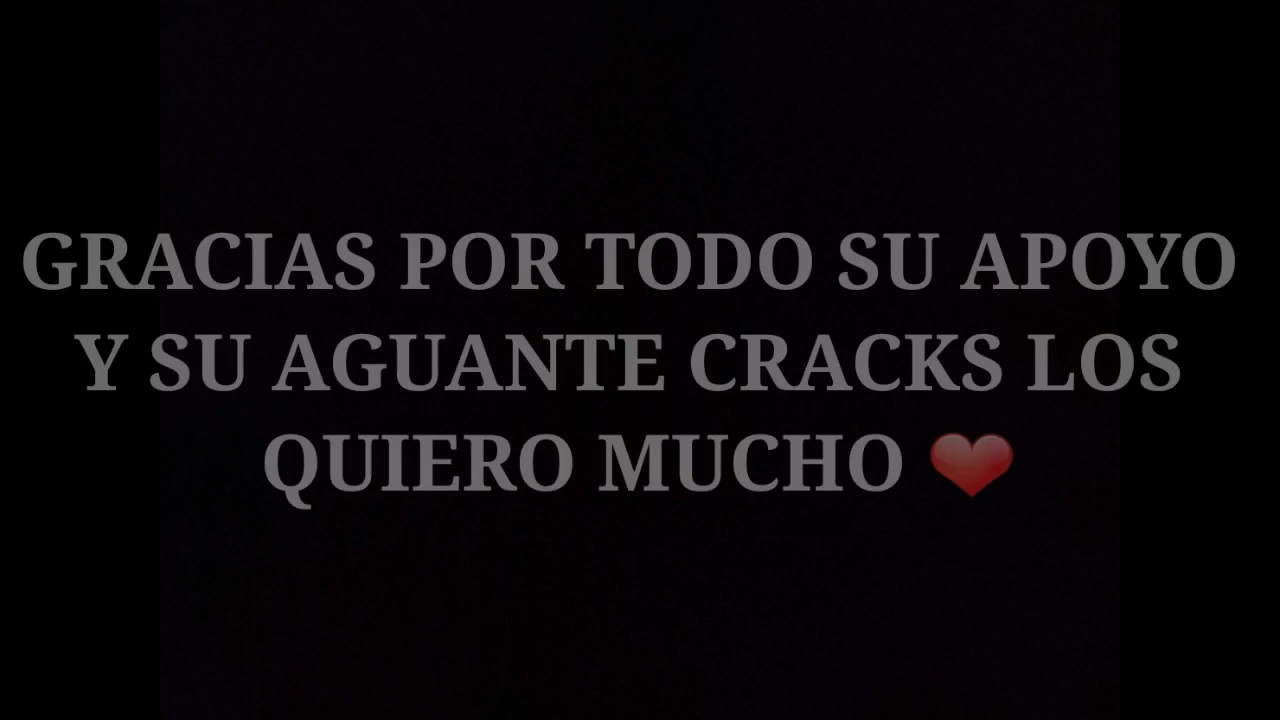 GRACIAS POR TODO SU APOYO
Y SU AGUANTE CRACKS LOS
QUIERO MUCHO ❤